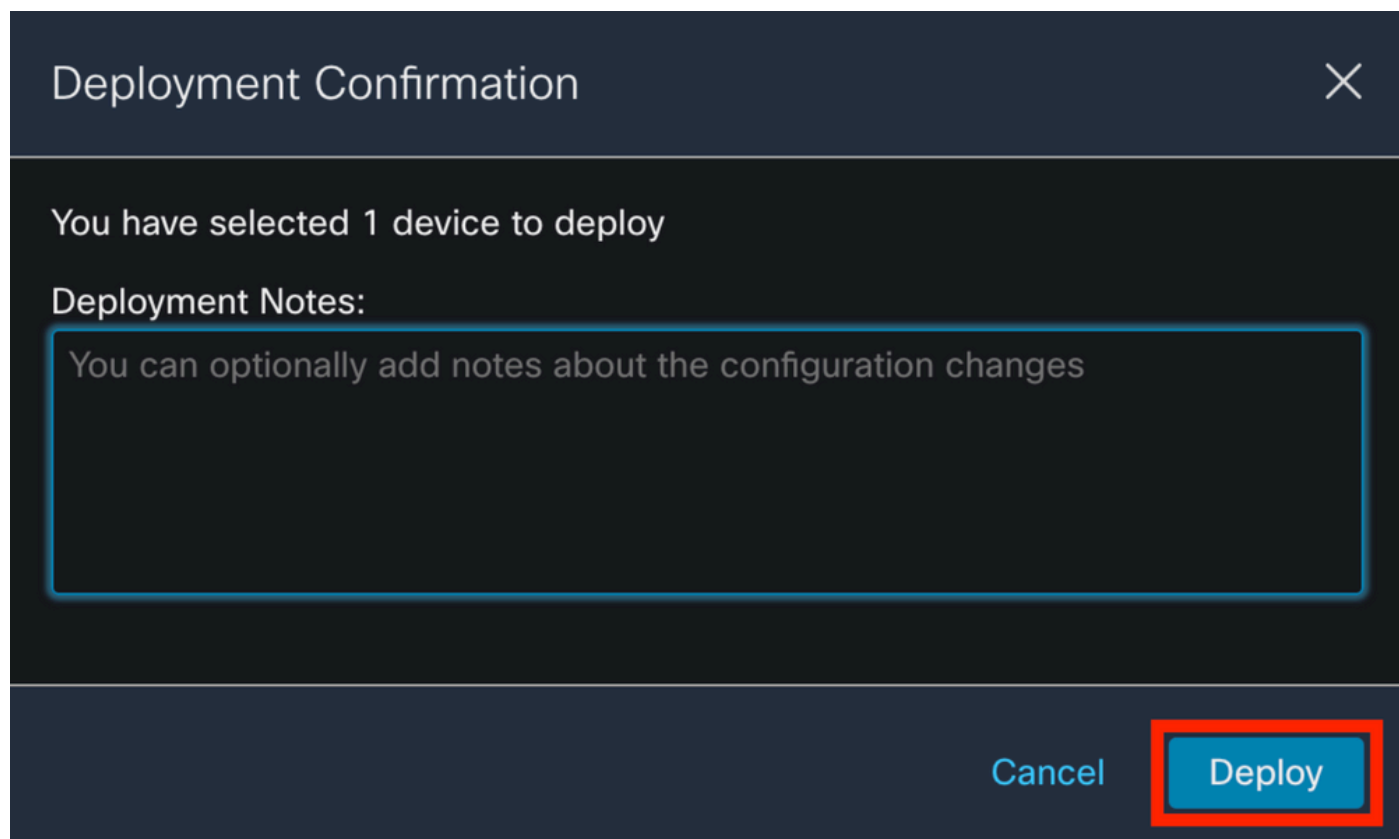 Deployment Confirmation
You have selected 1 device to deploy
Deployment Notes:
You can optionally add notes about the configuration changes
Cancel Deploy